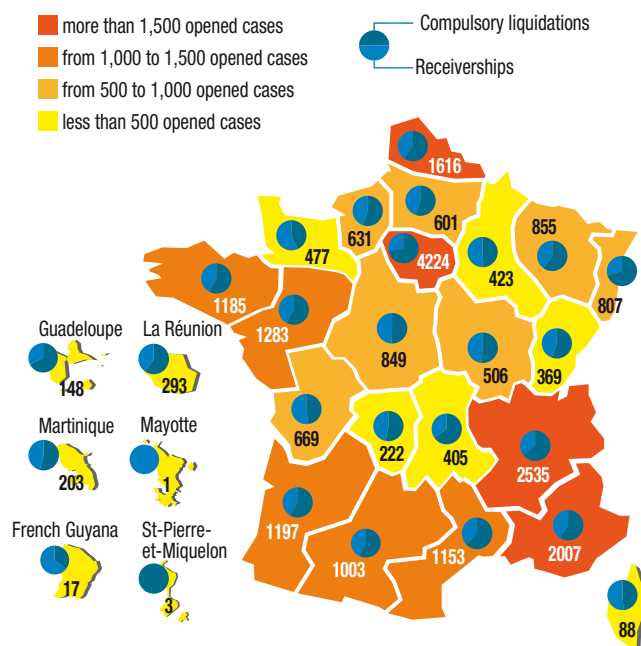 more than 1,500 opened cases
from 1,000 to 1,500 opened cases
from 500 to 1,000 opened cases
less than 500 opened cases
Compulsory liquidations
Receiverships
1616
601
631
477
4224
423
855
807
1185
1283
849
506
369
669
222
405
2535
1197
1003
1153
2007
88
Guadeloupe
148
La Réunion
293
Martinique
203
Mayotte
1
French Guyana
17
St-Pierre-
et-Miquelon
3